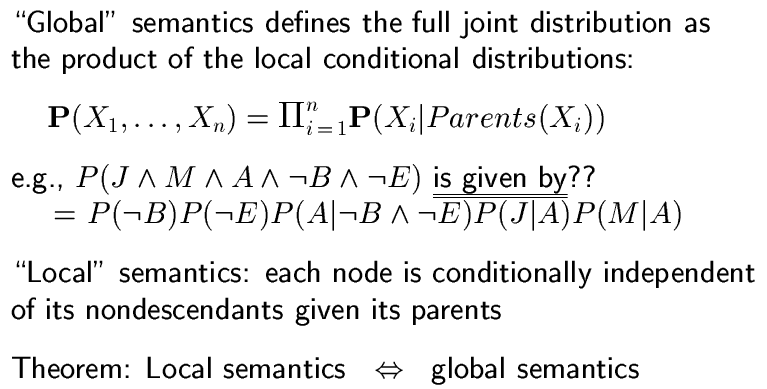 “Global” semantics defines the full joint distribution as
the product of the local conditional distributions:
P(X₁, . . . , Xₙ) = ∏ⁿᵢ₌₁P(Xᵢ|Parents(Xᵢ))
e.g., P(J ∧ M ∧ A ∧ ¬B ∧ ¬E) is given by??
= P(¬B)P(¬E)P(A|¬B ∧ ¬E)P(J|A)P(M|A)
“Local” semantics: each node is conditionally independent
of its nondescendants given its parents
Theorem: Local semantics ⇔ global semantics